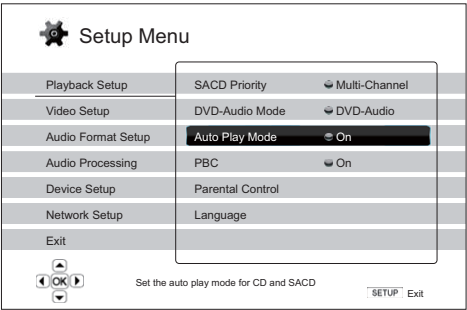 Setup Menu
Playback Setup
SACD Priority
Multi-Channel
Video Setup
DVD-Audio Mode
DVD-Audio
Audio Format Setup
Auto Play Mode
On
Audio Processing
PBC
On
Device Setup
Parental Control
Network Setup
Language
Exit
OK
Set the auto play mode for CD and SACD
SETUP Exit